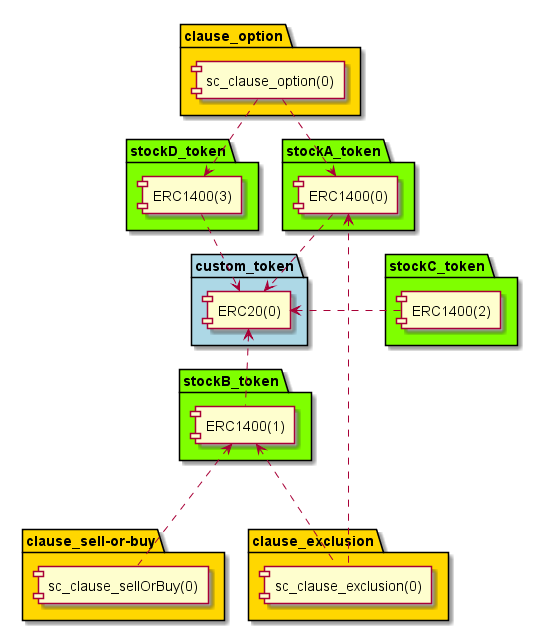 clause_option
sc_clause_option(0)
stockD_token
stockA_token
ERC1400(3)
ERC1400(0)
custom_token
stockC_token
ERC20(0)
ERC1400(2)
stockB_token
ERC1400(1)
clause_sell-or-buy
clause_exclusion
sc_clause_sellOrBuy(0)
sc_clause_exclusion(0)